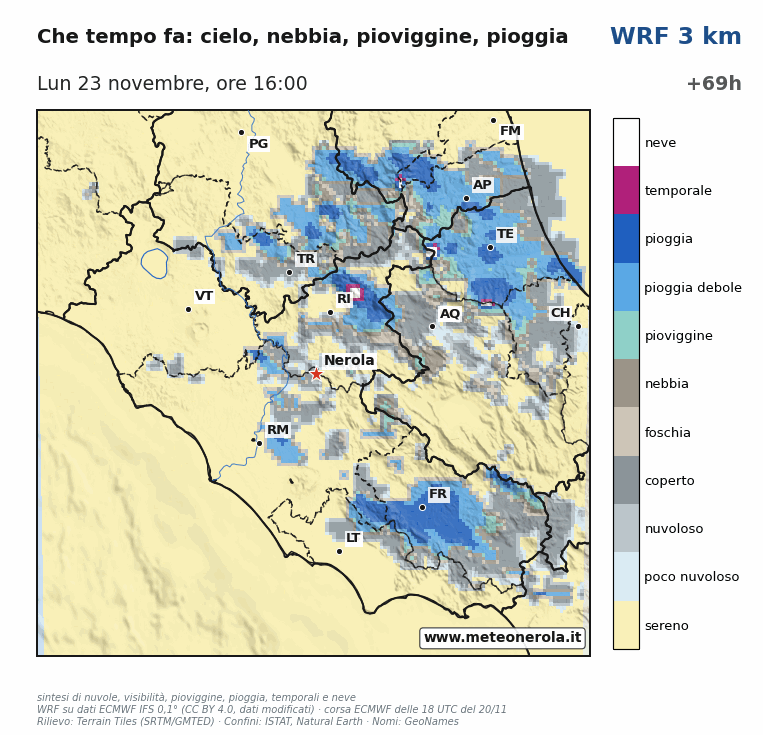 Che tempo fa: cielo, nebbia, pioviggine, pioggia
WRF 3 km
Lun 23 novembre, ore 16:00
+69h
FM
PG
AP
TE
TR
RI
VT
AQ
CH
Nerola
RM
FR
LT
www.meteonerola.it
neve
temporale
pioggia
pioggia debole
pioviggine
nebbia
foschia
coperto
nuvoloso
poco nuvoloso
sereno
sintesi di nuvole, visibilità, pioviggine, pioggia, temporali e neve
WRF su dati ECMWF IFS 0,1° (CC BY 4.0, dati modificati) · corsa ECMWF delle 18 UTC del 20/11
Rilievo: Terrain Tiles (SRTM/GMTED) · Confini: ISTAT, Natural Earth · Nomi: GeoNames